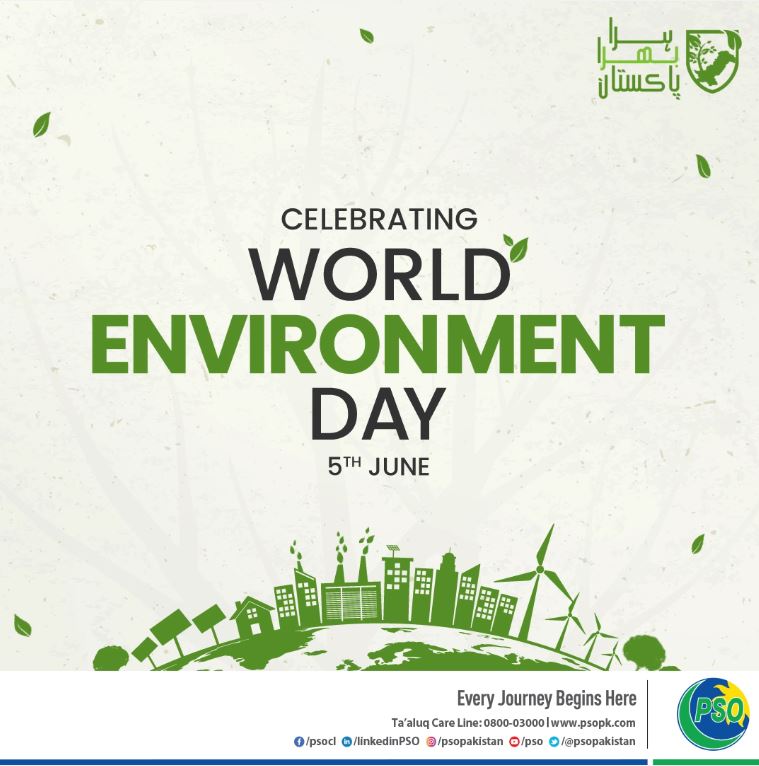 ہرا
بھرا
پاکستان
CELEBRATING
WORLD
ENVIRONMENT
DAY
5TH JUNE
Every Journey Begins Here
Ta'aluq Care Line: 0800-03000 | www.psopk.com
/psocl /linkedinPSO /psopakistan /pso /@psopakistan
PSO